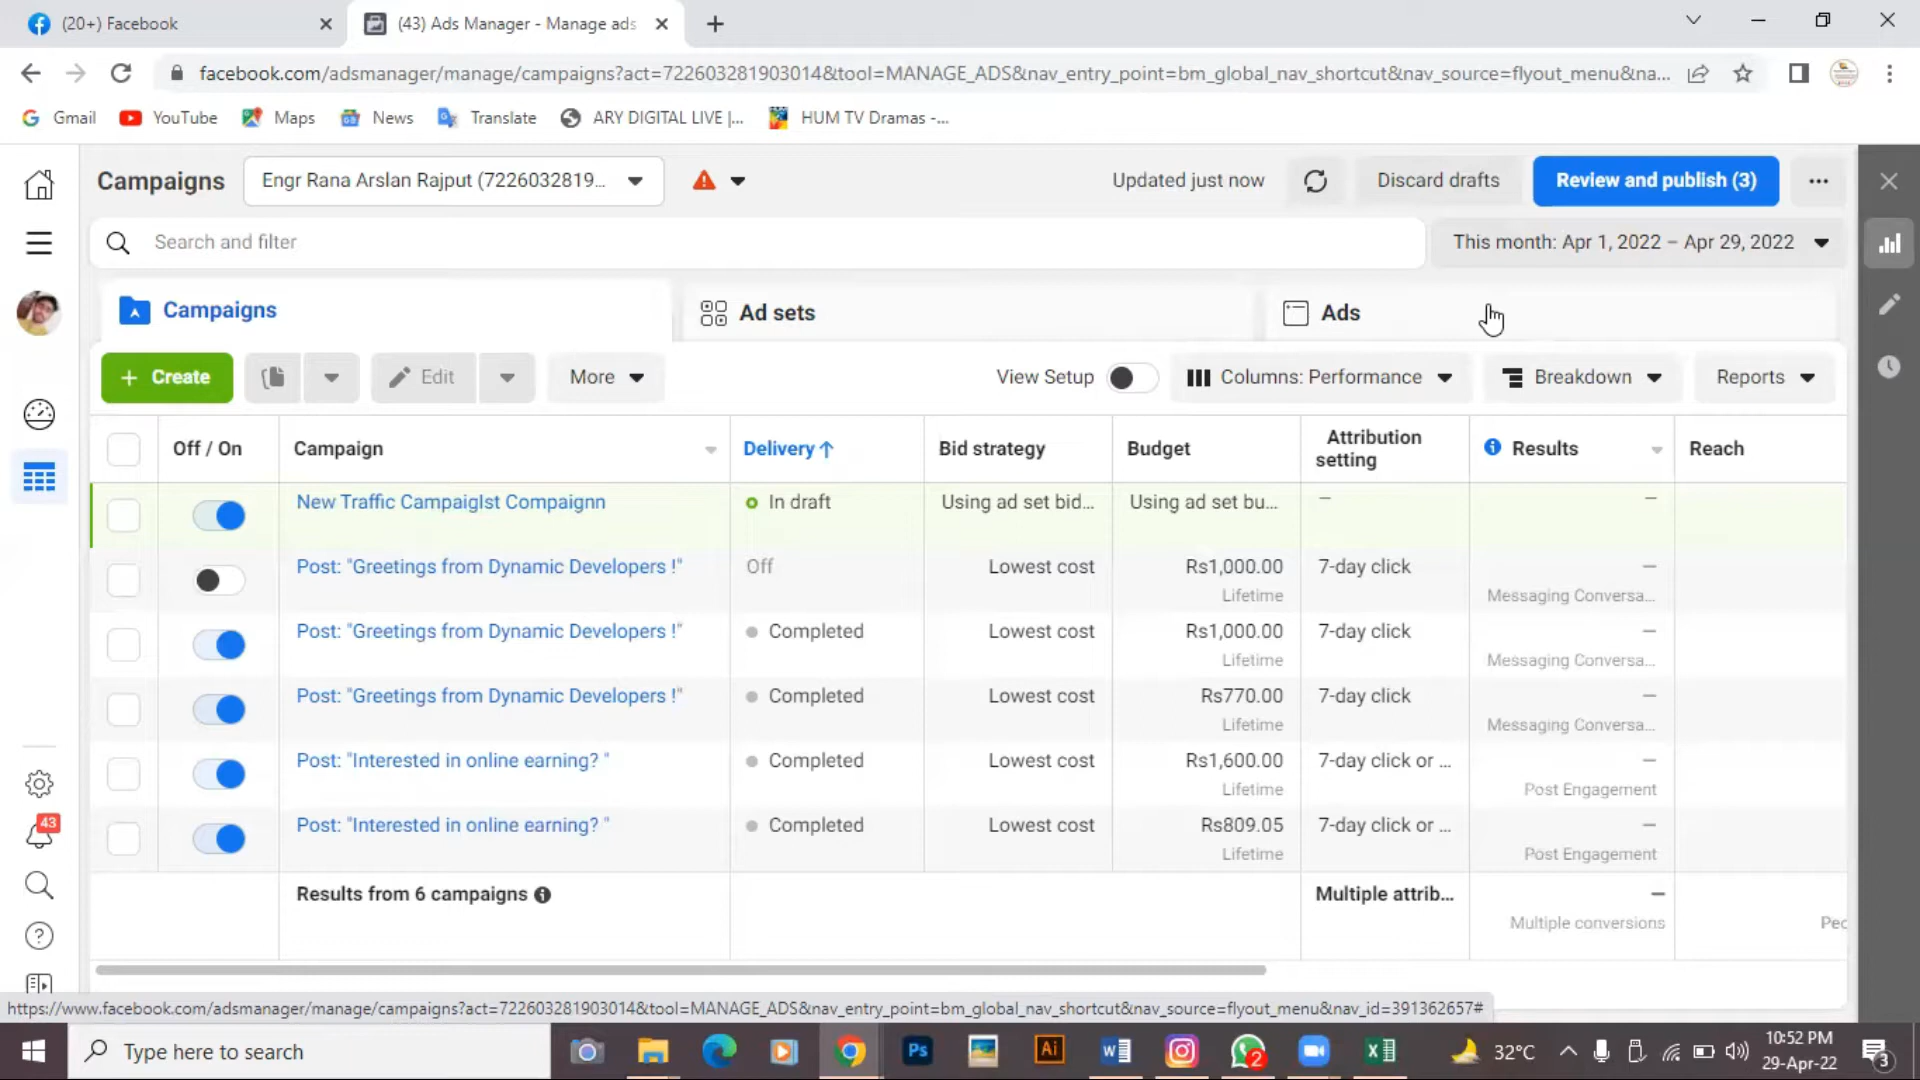 (20+) Facebook
(43) Ads Manager - Manage ads
facebook.com/adsmanager/manage/campaigns?act=722603281903014&tool=MANAGE_ADS&nav_entry_point=bm_global_nav_shortcut&nav_source=flyout_menu&na...
Gmail YouTube Maps News Translate ARY DIGITAL LIVE |... HUM TV Dramas -...
Campaigns Engr Rana Arslan Rajput (7226032819... Updated just now Discard drafts Review and publish (3)
Search and filter This month: Apr 1, 2022 – Apr 29, 2022
Campaigns Ad sets Ads
+ Create Edit More View Setup Columns: Performance Breakdown Reports
Off / On Campaign Delivery ↑ Bid strategy Budget Attribution setting Results Reach
New Traffic CampaigIst Compaignn In draft Using ad set bid... Using ad set bu... — —
Post: "Greetings from Dynamic Developers !" Off Lowest cost Rs1,000.00 7-day click —
Lifetime Messaging Conversa...
Post: "Greetings from Dynamic Developers !" Completed Lowest cost Rs1,000.00 7-day click —
Lifetime Messaging Conversa...
Post: "Greetings from Dynamic Developers !" Completed Lowest cost Rs770.00 7-day click —
Lifetime Messaging Conversa...
Post: "Interested in online earning? " Completed Lowest cost Rs1,600.00 7-day click or ... —
Lifetime Post Engagement
Post: "Interested in online earning? " Completed Lowest cost Rs809.05 7-day click or ... —
Lifetime Post Engagement
43
Results from 6 campaigns Multiple attrib... —
Multiple conversions Pec
https://www.facebook.com/adsmanager/manage/campaigns?act=722603281903014&tool=MANAGE_ADS&nav_entry_point=bm_global_nav_shortcut&nav_source=flyout_menu&nav_id=391362657#
Type here to search Ps Ai 2 32°C 10:52 PM
29-Apr-22 3